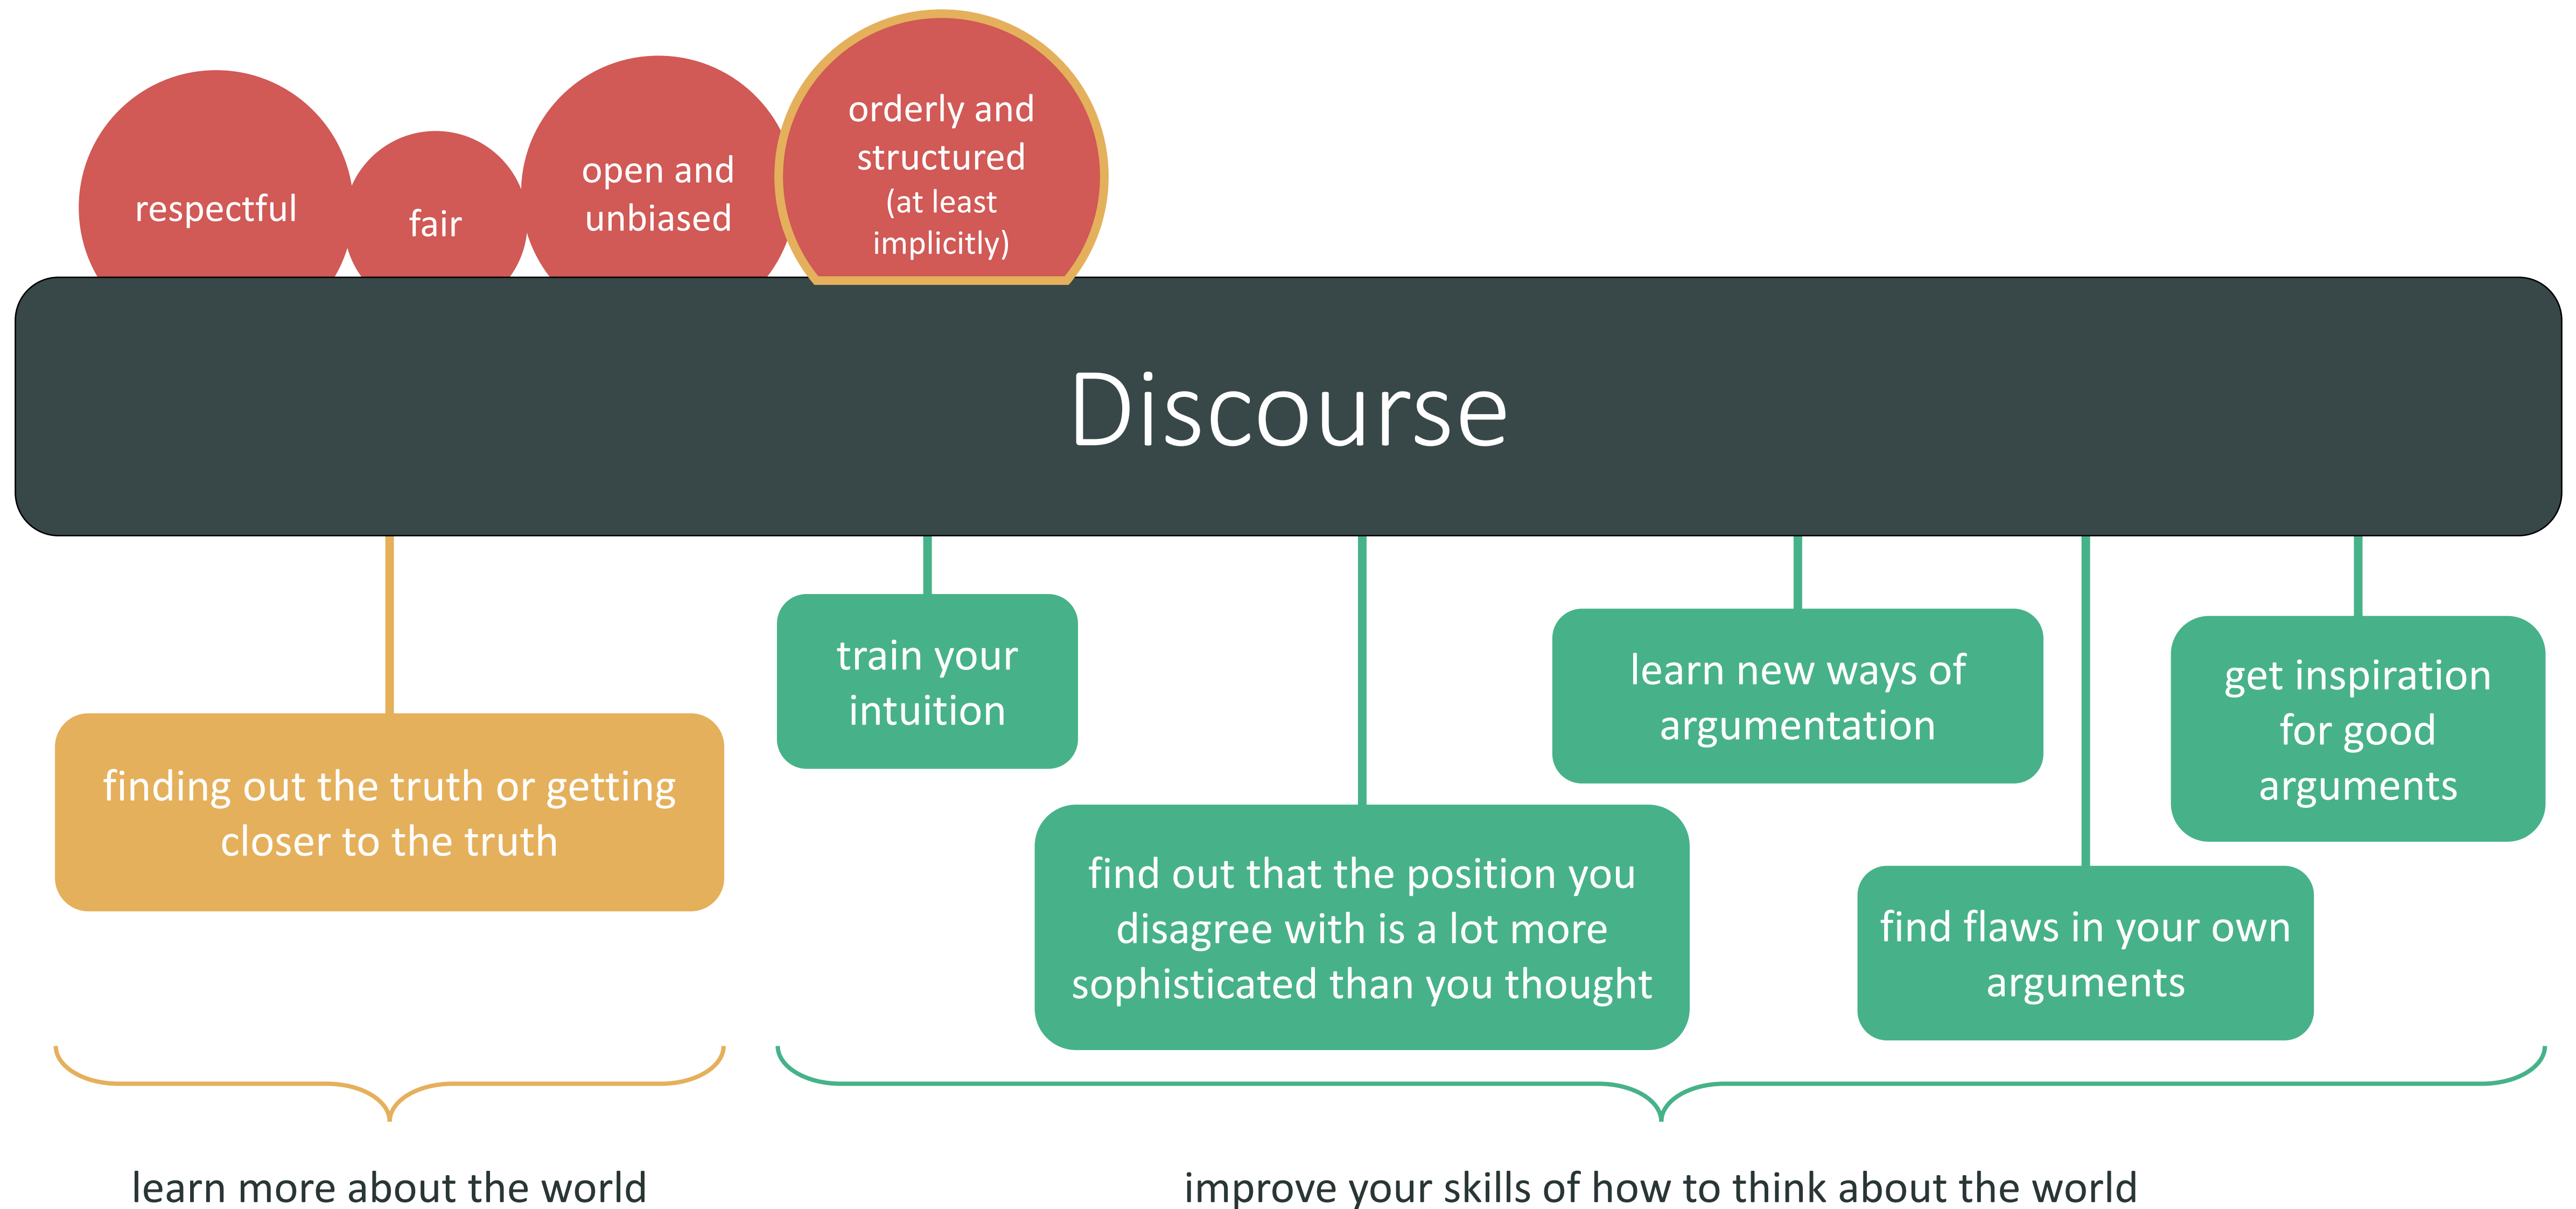 respectful
fair
open and
unbiased
orderly and
structured
(at least
implicitly)
Discourse
finding out the truth or getting
closer to the truth
train your
intuition
find out that the position you
disagree with is a lot more
sophisticated than you thought
learn new ways of
argumentation
find flaws in your own
arguments
get inspiration
for good
arguments
learn more about the world
improve your skills of how to think about the world